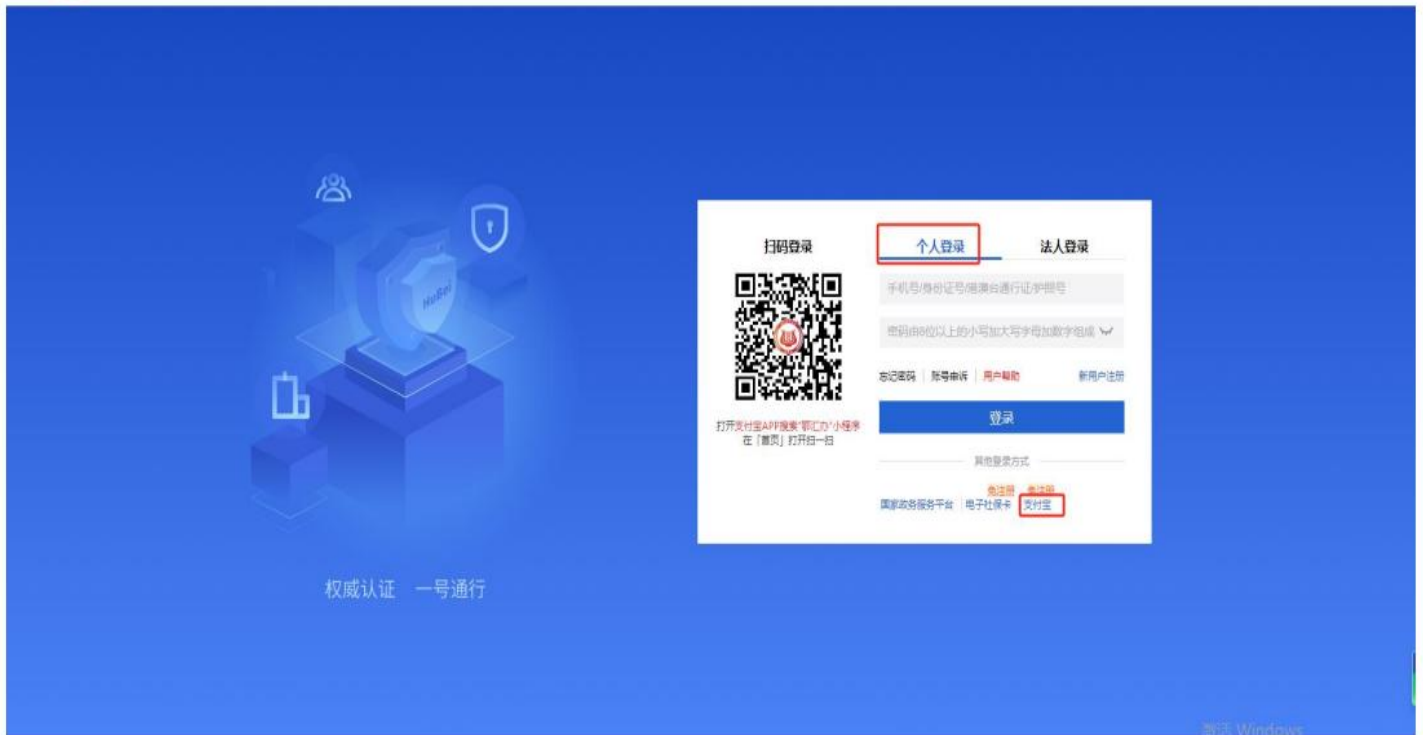 HuBei
权威认证 一号通行
扫码登录
打开支付宝APP搜索"鄂汇办"小程序
在「首页」打开扫一扫
个人登录 法人登录
手机号/身份证号/港澳台通行证/护照号
密码由8位以上的小写加大写字母加数字组成
忘记密码 账号申诉 用户帮助 新用户注册
登录
其他登录方式
免注册 免注册
国家政务服务平台 电子社保卡 支付宝
激活 Windows